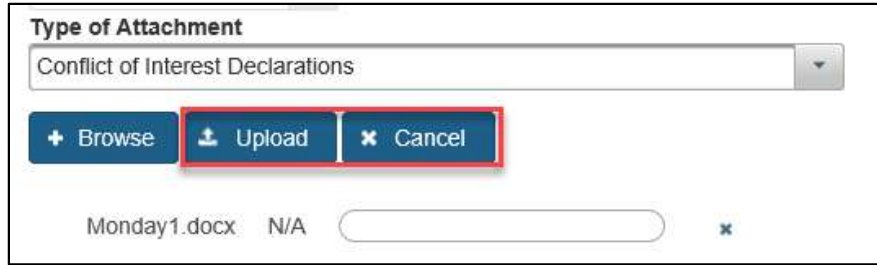 Type of Attachment
Conflict of Interest Declarations
Browse Upload Cancel
Monday1.docx N/A